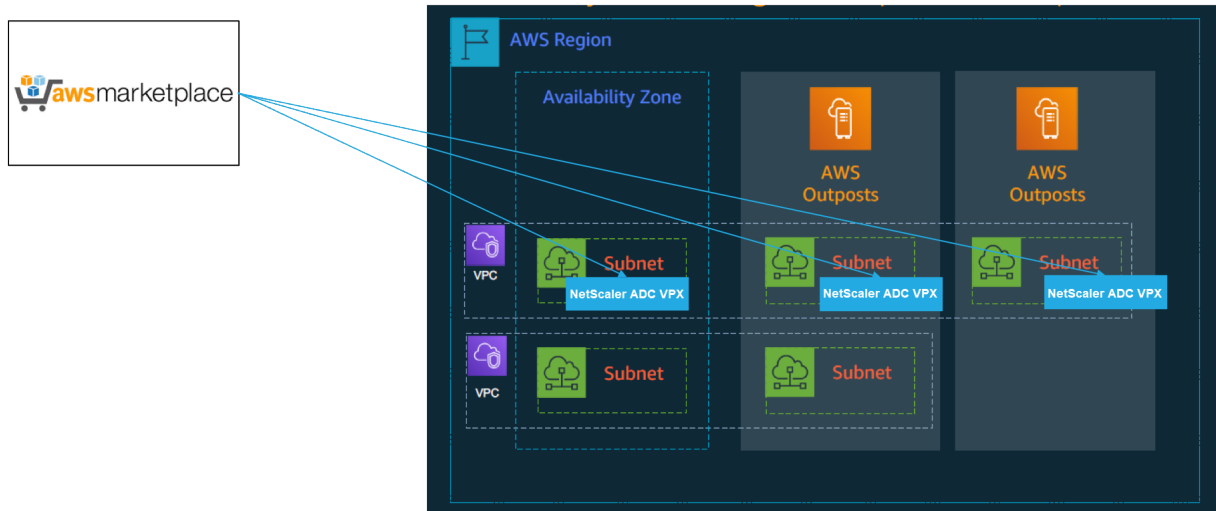 awsmarketplace
AWS Region
Availability Zone
AWS
Outposts
AWS
Outposts
VPC
Subnet
NetScaler ADC VPX
Subnet
NetScaler ADC VPX
Subnet
NetScaler ADC VPX
VPC
Subnet
Subnet